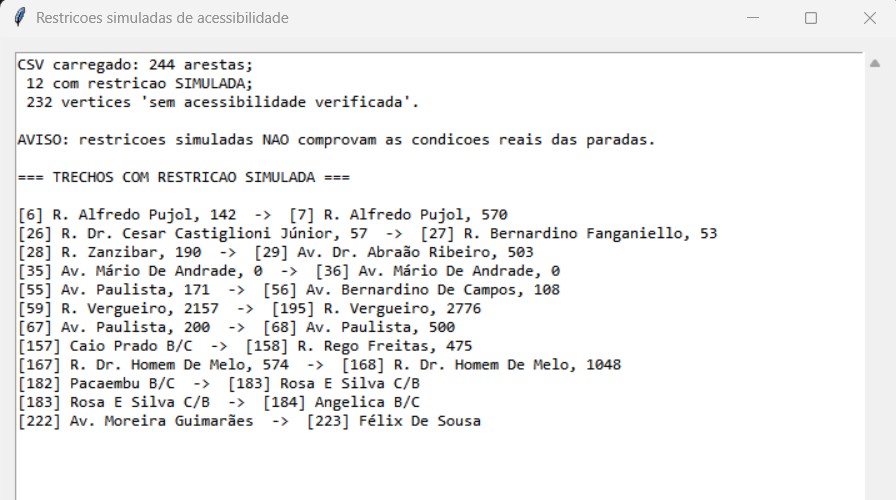 Restricoes simuladas de acessibilidade
CSV carregado: 244 arestas;
12 com restricao SIMULADA;
232 vertices 'sem acessibilidade verificada'.
AVISO: restricoes simuladas NAO comprovam as condicoes reais das paradas.
=== TRECHOS COM RESTRICAO SIMULADA ===
[6] R. Alfredo Pujol, 142 -> [7] R. Alfredo Pujol, 570
[26] R. Dr. Cesar Castiglioni Júnior, 57 -> [27] R. Bernardino Fanganiello, 53
[28] R. Zanzibar, 190 -> [29] Av. Dr. Abraão Ribeiro, 503
[35] Av. Mário De Andrade, 0 -> [36] Av. Mário De Andrade, 0
[55] Av. Paulista, 171 -> [56] Av. Bernardino De Campos, 108
[59] R. Vergueiro, 2157 -> [195] R. Vergueiro, 2776
[67] Av. Paulista, 200 -> [68] Av. Paulista, 500
[157] Caio Prado B/C -> [158] R. Rego Freitas, 475
[167] R. Dr. Homem De Melo, 574 -> [168] R. Dr. Homem De Melo, 1048
[182] Pacaembu B/C -> [183] Rosa E Silva C/B
[183] Rosa E Silva C/B -> [184] Angelica B/C
[222] Av. Moreira Guimarães -> [223] Félix De Sousa